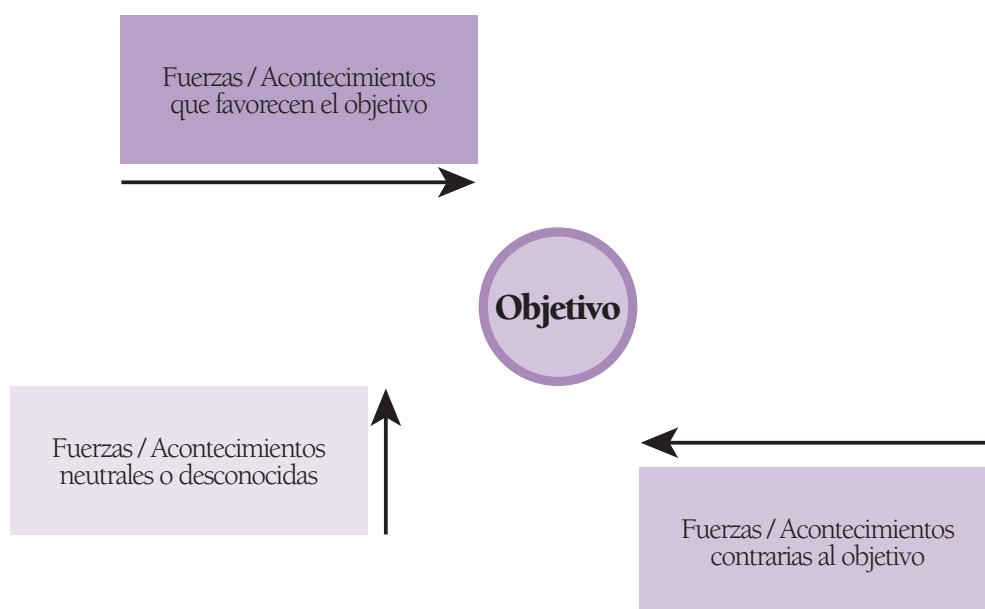 Fuerzas / Acontecimientos
que favorecen el objetivo
Objetivo
Fuerzas / Acontecimientos
neutrales o desconocidas
Fuerzas / Acontecimientos
contrarias al objetivo